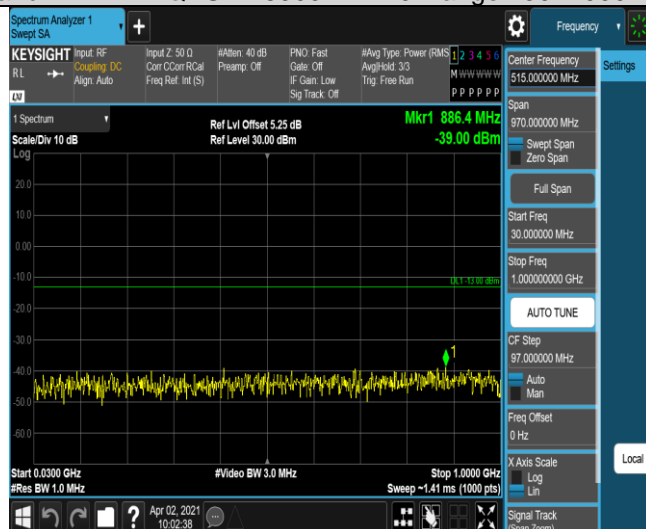 Spectrum Analyzer 1
Swept SA
Frequency
KEYSIGHT
RL
LXI
Input: RF
Coupling: DC
Align: Auto
Input Z: 50 Ω
Corr CCorr RCal
Freq Ref: Int (S)
#Atten: 40 dB
Preamp: Off
PNO: Fast
Gate: Off
IF Gain: Low
Sig Track: Off
#Avg Type: Power (RMS
Avg|Hold: 3/3
Trig: Free Run
1 2 3 4 5 6
M W W W W W
P P P P P P
Center Frequency
515.000000 MHz
Settings
Span
970.000000 MHz
Swept Span
Zero Span
Full Span
Start Freq
30.000000 MHz
Stop Freq
1.000000000 GHz
AUTO TUNE
CF Step
97.000000 MHz
Auto
Man
Freq Offset
0 Hz
X Axis Scale
Log
Lin
Local
Signal Track
(Span Zoom)
1 Spectrum
Scale/Div 10 dB
Log
Ref Lvl Offset 5.25 dB
Ref Level 30.00 dBm
Mkr1 886.4 MHz
-39.00 dBm
20.0
10.0
0.00
-10.0
DL1 -13.00 dBm
-20.0
-30.0
1
-40.0
-50.0
-60.0
Start 0.0300 GHz
#Video BW 3.0 MHz
Stop 1.0000 GHz
#Res BW 1.0 MHz
Sweep ~1.41 ms (1000 pts)
?
Apr 02, 2021
10:02:38